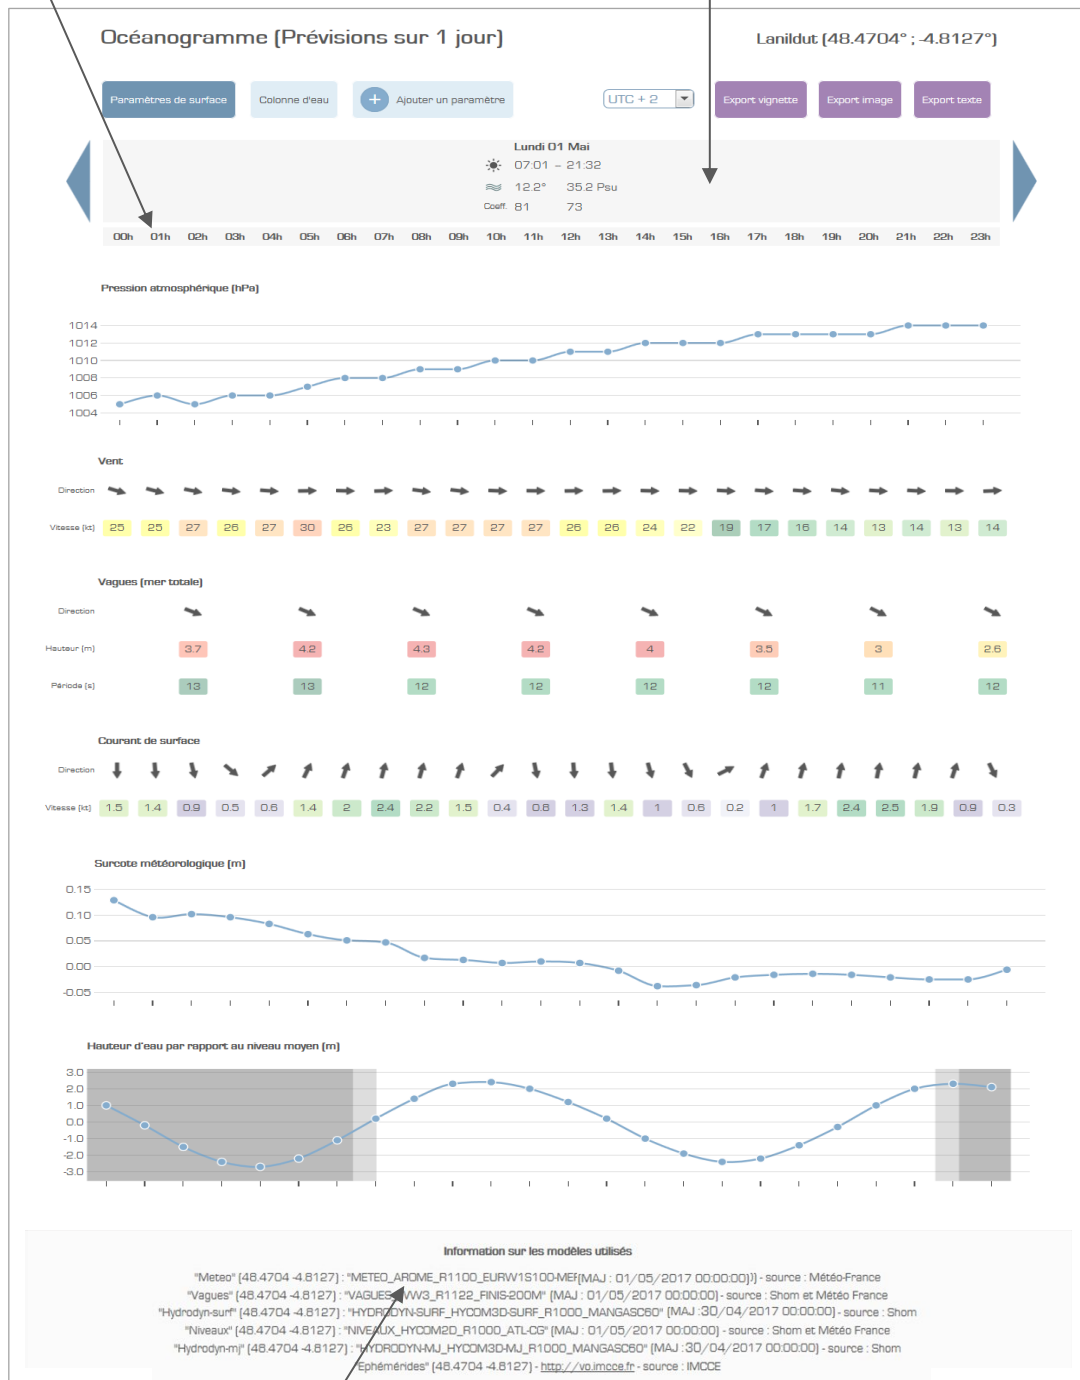 Océanogramme (Prévisions sur 1 jour)
Lanildut (48.4704° ; -4.8127°)
Paramètres de surface
Colonne d'eau
+ Ajouter un paramètre
UTC + 2
Export vignette
Export image
Export texte
Lundi 01 Mai
07:01 - 21:32
12.2° 35.2 Psu
Coeff. 81 73
00h 01h 02h 03h 04h 05h 06h 07h 08h 09h 10h 11h 12h 13h 14h 15h 16h 17h 18h 19h 20h 21h 22h 23h
Pression atmosphérique (hPa)
1014
1012
1010
1008
1006
1004
Vent
Direction
Vitesse (kt) 25 25 27 26 27 30 26 23 27 27 27 27 26 26 24 22 19 17 16 14 13 14 13 14
Vagues (mer totale)
Direction
Hauteur (m) 3.7 4.2 4.3 4.2 4 3.5 3 2.6
Période (s) 13 13 12 12 12 12 11 12
Courant de surface
Direction
Vitesse (kt) 1.5 1.4 0.9 0.5 0.6 1.4 2 2.4 2.2 1.5 0.4 0.8 1.3 1.4 1 0.6 0.2 1 1.7 2.4 2.5 1.9 0.9 0.3
Surcote météorologique (m)
0.15
0.10
0.05
0.00
-0.05
Hauteur d'eau par rapport au niveau moyen (m)
3.0
2.0
1.0
0.0
-1.0
-2.0
-3.0
Information sur les modèles utilisés
"Meteo" (48.4704 -4.8127) : "METEO_AROME_R1100_EURW1S100-MEF(MAJ : 01/05/2017 00:00:00)) - source : Météo-France
"Vagues" (48.4704 -4.8127) : "VAGUES WW3_R1122_FINIS-200M" (MAJ : 01/05/2017 00:00:00) - source : Shom et Météo France
"Hydrodyn-surf" (48.4704 -4.8127) : "HYDRODYN-SURF_HYCOM3D-SURF_R1000_MANGASC60" (MAJ :30/04/2017 00:00:00) - source : Shom
"Niveaux" (48.4704 -4.8127) : "NIVEAUX_HYCOM2D_R1000_ATL-CG" (MAJ : 01/05/2017 00:00:00) - source : Shom et Météo France
"Hydrodyn-mj" (48.4704 -4.8127) : "HYDRODYN-MJ_HYCOM3D-MJ_R1000_MANGASC60" (MAJ :30/04/2017 00:00:00) - source : Shom
"Ephémérides" (48.4704 -4.8127) - http://vo.imcce.fr - source : IMCCE